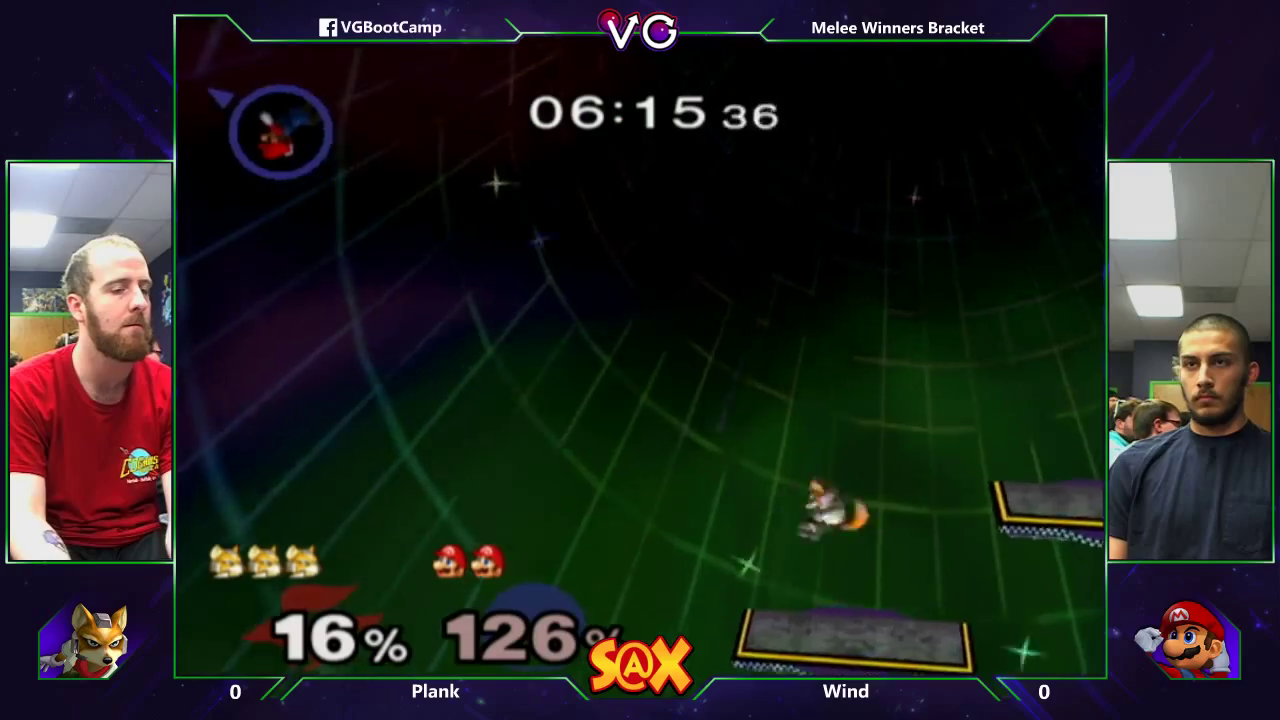 VGBootCamp
VG
Melee Winners Bracket
06:15 36
16%
126%
S@X
0
Plank
Wind
0